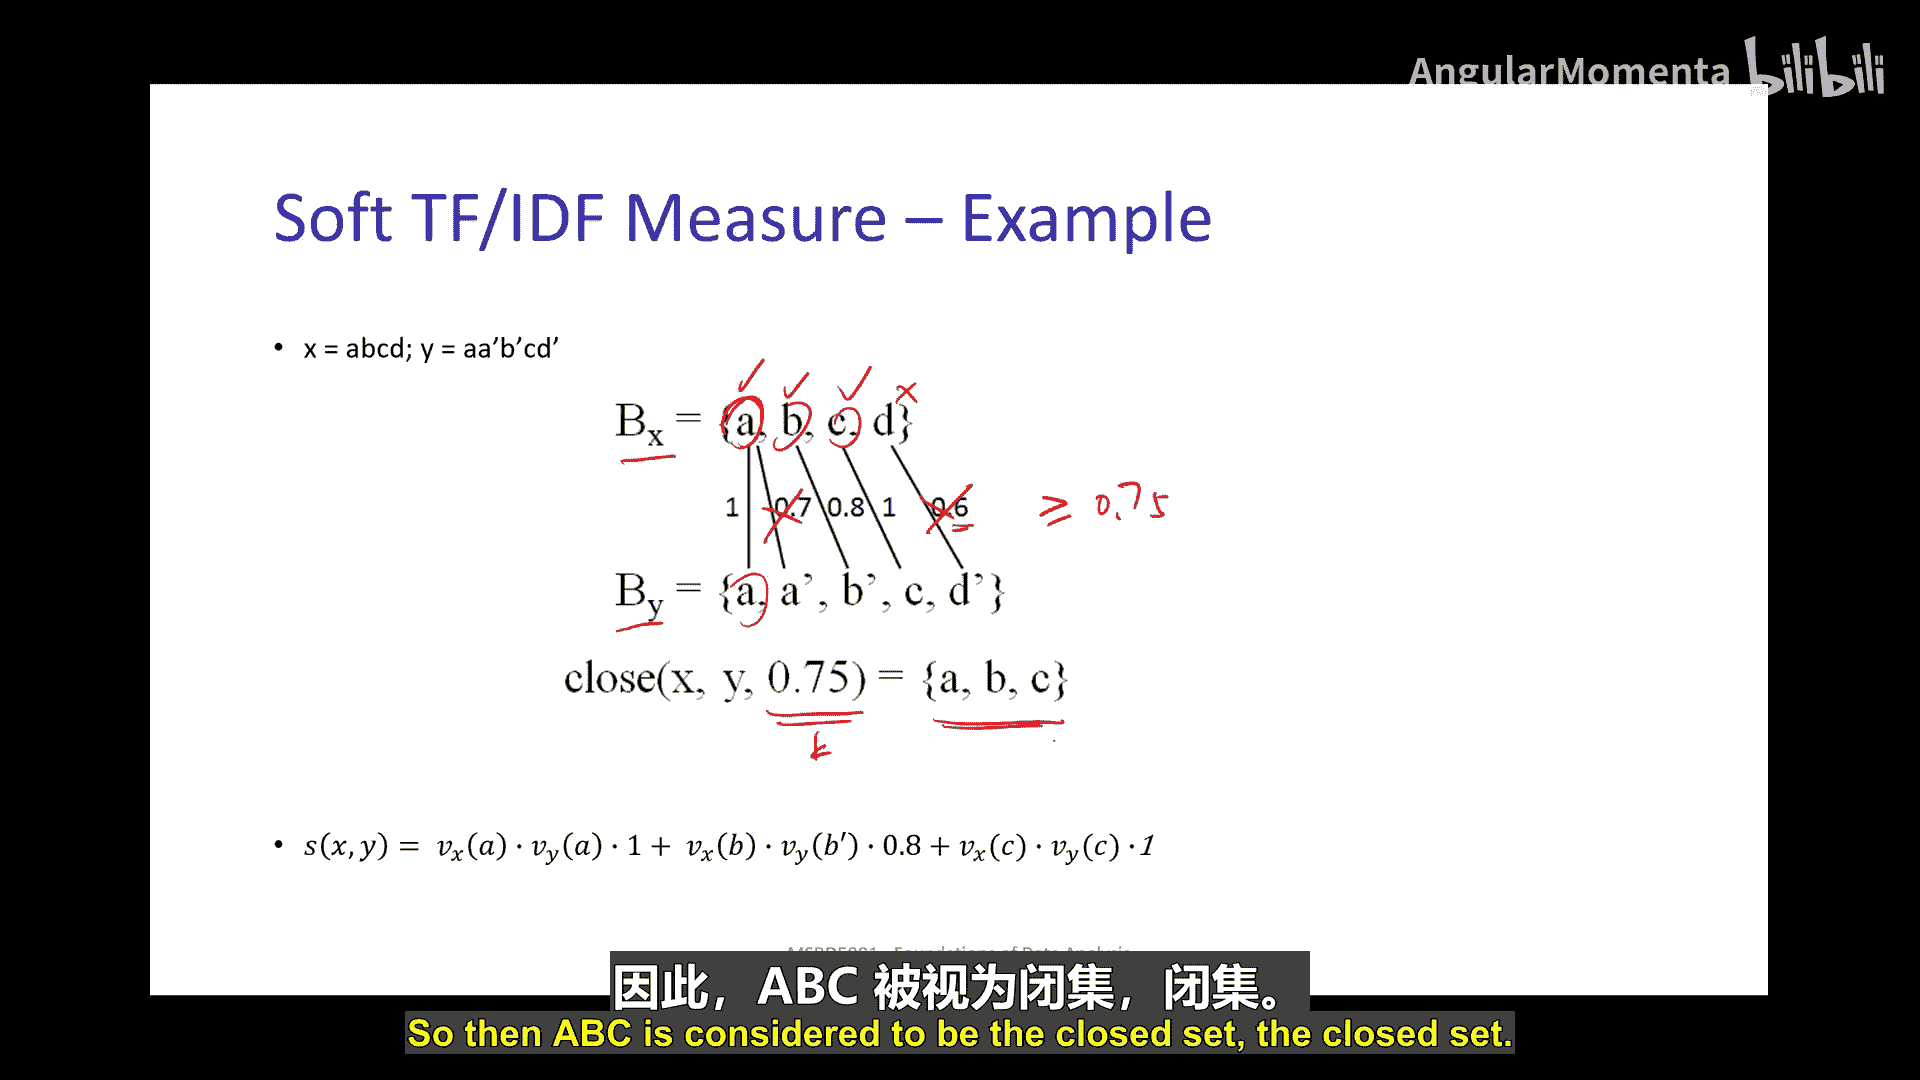 AngularMomenta bilibili
Soft TF/IDF Measure – Example
• x = abcd; y = aa’b’cd’
Bx = {a, b, c, d}
1 0.7 0.8 1 0.6 ≥ 0.75
By = {a, a’, b’, c, d’}
close(x, y, 0.75) = {a, b, c}
k
• s(x, y) = vx(a) · vy(a) · 1 + vx(b) · vy(b′) · 0.8 + vx(c) · vy(c) · 1
因此，ABC 被视为闭集，闭集。
So then ABC is considered to be the closed set, the closed set.